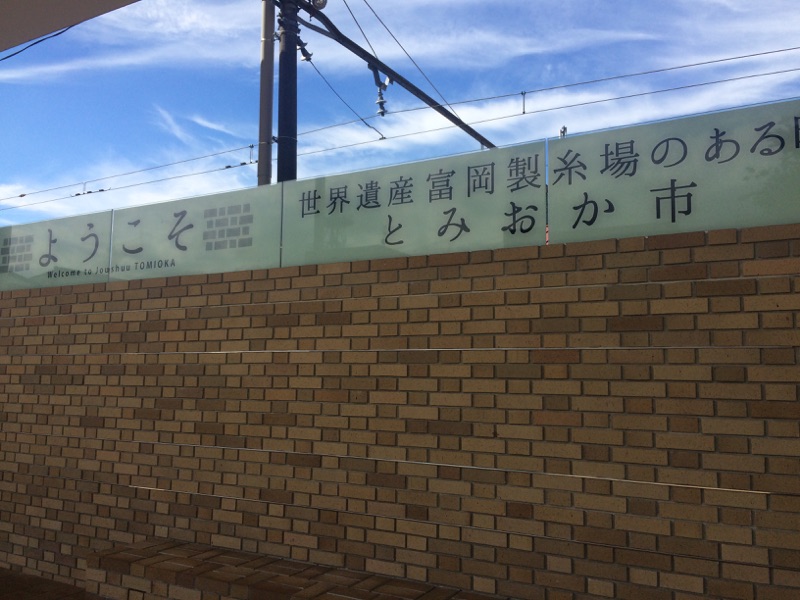 ようこそ
Welcome to Joushuu TOMIOKA
世界遺産富岡製糸場のある
とみおか市